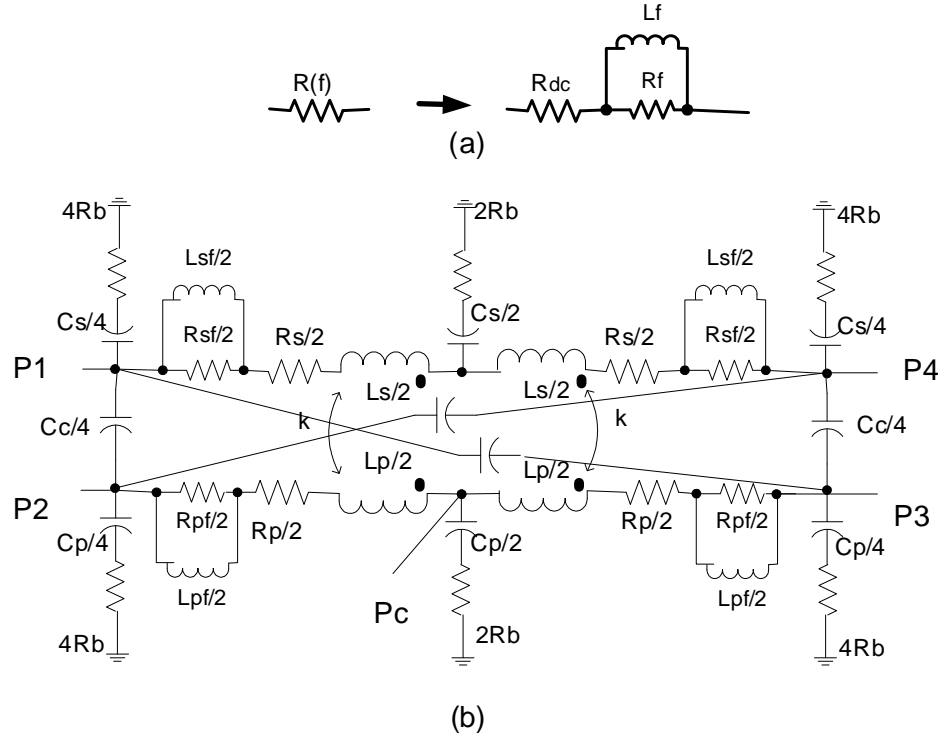 Lf
R(f)
Rdc
Rf
(a)
4Rb
2Rb
4Rb
Lsf/2
Lsf/2
Cs/4
Rsf/2
Rs/2
Cs/2
Rs/2
Rsf/2
Cs/4
P1
P4
Ls/2
Ls/2
Cc/4
k
k
Cc/4
Lp/2
Lp/2
P2
P3
Rpf/2
Rp/2
Rp/2
Rpf/2
Cp/4
Cp/2
Cp/4
Lpf/2
Lpf/2
Pc
4Rb
2Rb
4Rb
(b)